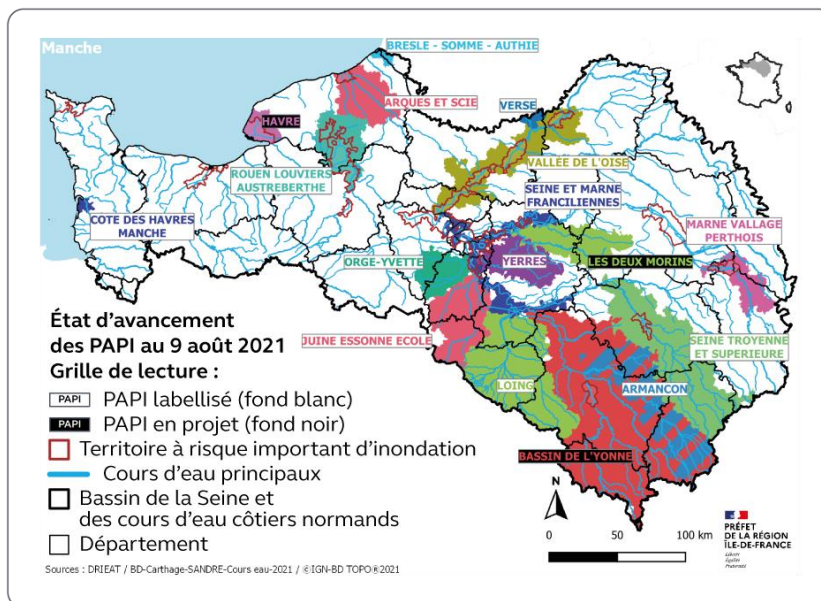 Manche
BRESLE - SOMME - AUTHIE
ARQUES ET SCIE
HAVRE
VERSE
VALLÉE DE L'OISE
ROUEN LOUVIERS
AUSTREBERTHE
SEINE ET MARNE
FRANCILIENNES
COTE DES HAVRES
MANCHE
MARNE VALLAGE
PERTHOIS
ORGE-YVETTE
YERRES
LES DEUX MORINS
État d'avancement
des PAPI au 9 août 2021
Grille de lecture :
JUINE ESSONNE ECOLE
SEINE TROYENNE
ET SUPERIEURE
LOING
ARMANCON
PAPI PAPI labellisé (fond blanc)
PAPI PAPI en projet (fond noir)
Territoire à risque important d'inondation
Cours d'eau principaux
BASSIN DE L'YONNE
Bassin de la Seine et
des cours d'eau côtiers normands
Département
N
0 50 100 km
PRÉFET
DE LA RÉGION
ÎLE-DE-FRANCE
Liberté
Égalité
Fraternité
Sources : DRIEAT / BD-Carthage-SANDRE-Cours eau-2021 / ©IGN-BD TOPO®2021